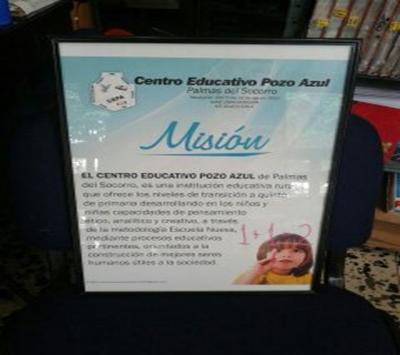 Centro Educativo Pozo Azul
Palmas del Socorro
CEPA
Misión
EL CENTRO EDUCATIVO POZO AZUL de Palmas
del Socorro, es una institución educativa rural
que ofrece los niveles de transición a quinto
de primaria desarrollando en los niños y
niñas capacidades de pensamiento
ético, analítico y creativo, a través
de la metodología Escuela Nueva,
mediante procesos educativos
pertinentes, orientados a la
construcción de mejores seres
humanos útiles a la sociedad.
1+1=2